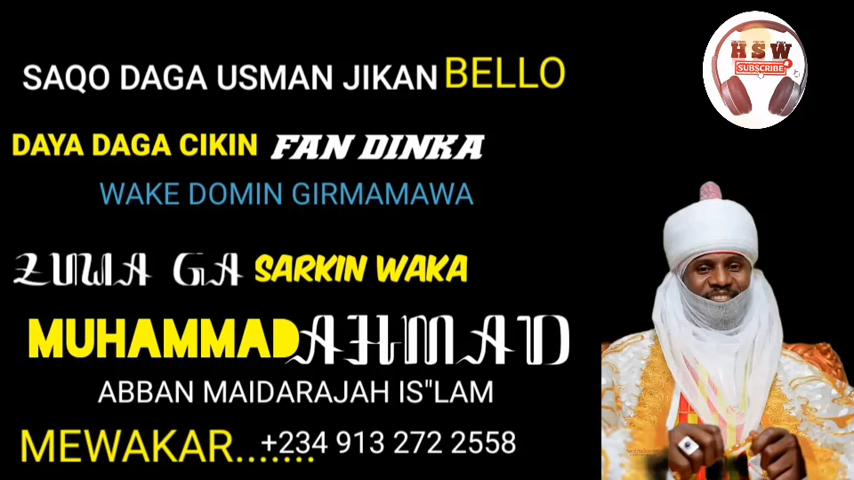 HSW
SUBSCRIBE
SAQO DAGA USMAN JIKAN BELLO
DAYA DAGA CIKIN FAN DINKA
WAKE DOMIN GIRMAMAWA
ZUWA GA SARKIN WAKA
MUHAMMAD AHMAD
ABBAN MAIDARAJAH IS"LAM
MEWAKAR....... +234 913 272 2558